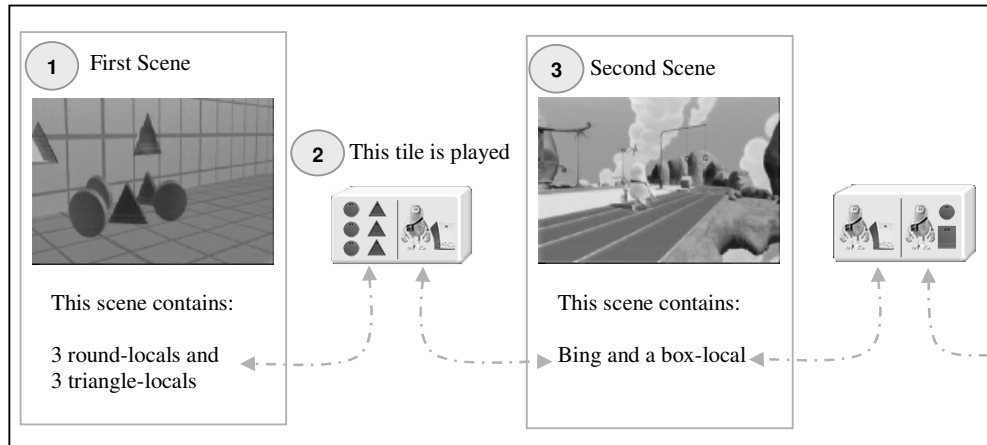 1
First Scene
This scene contains:
3 round-locals and
3 triangle-locals
2
This tile is played
3
Second Scene
This scene contains:
Bing and a box-local